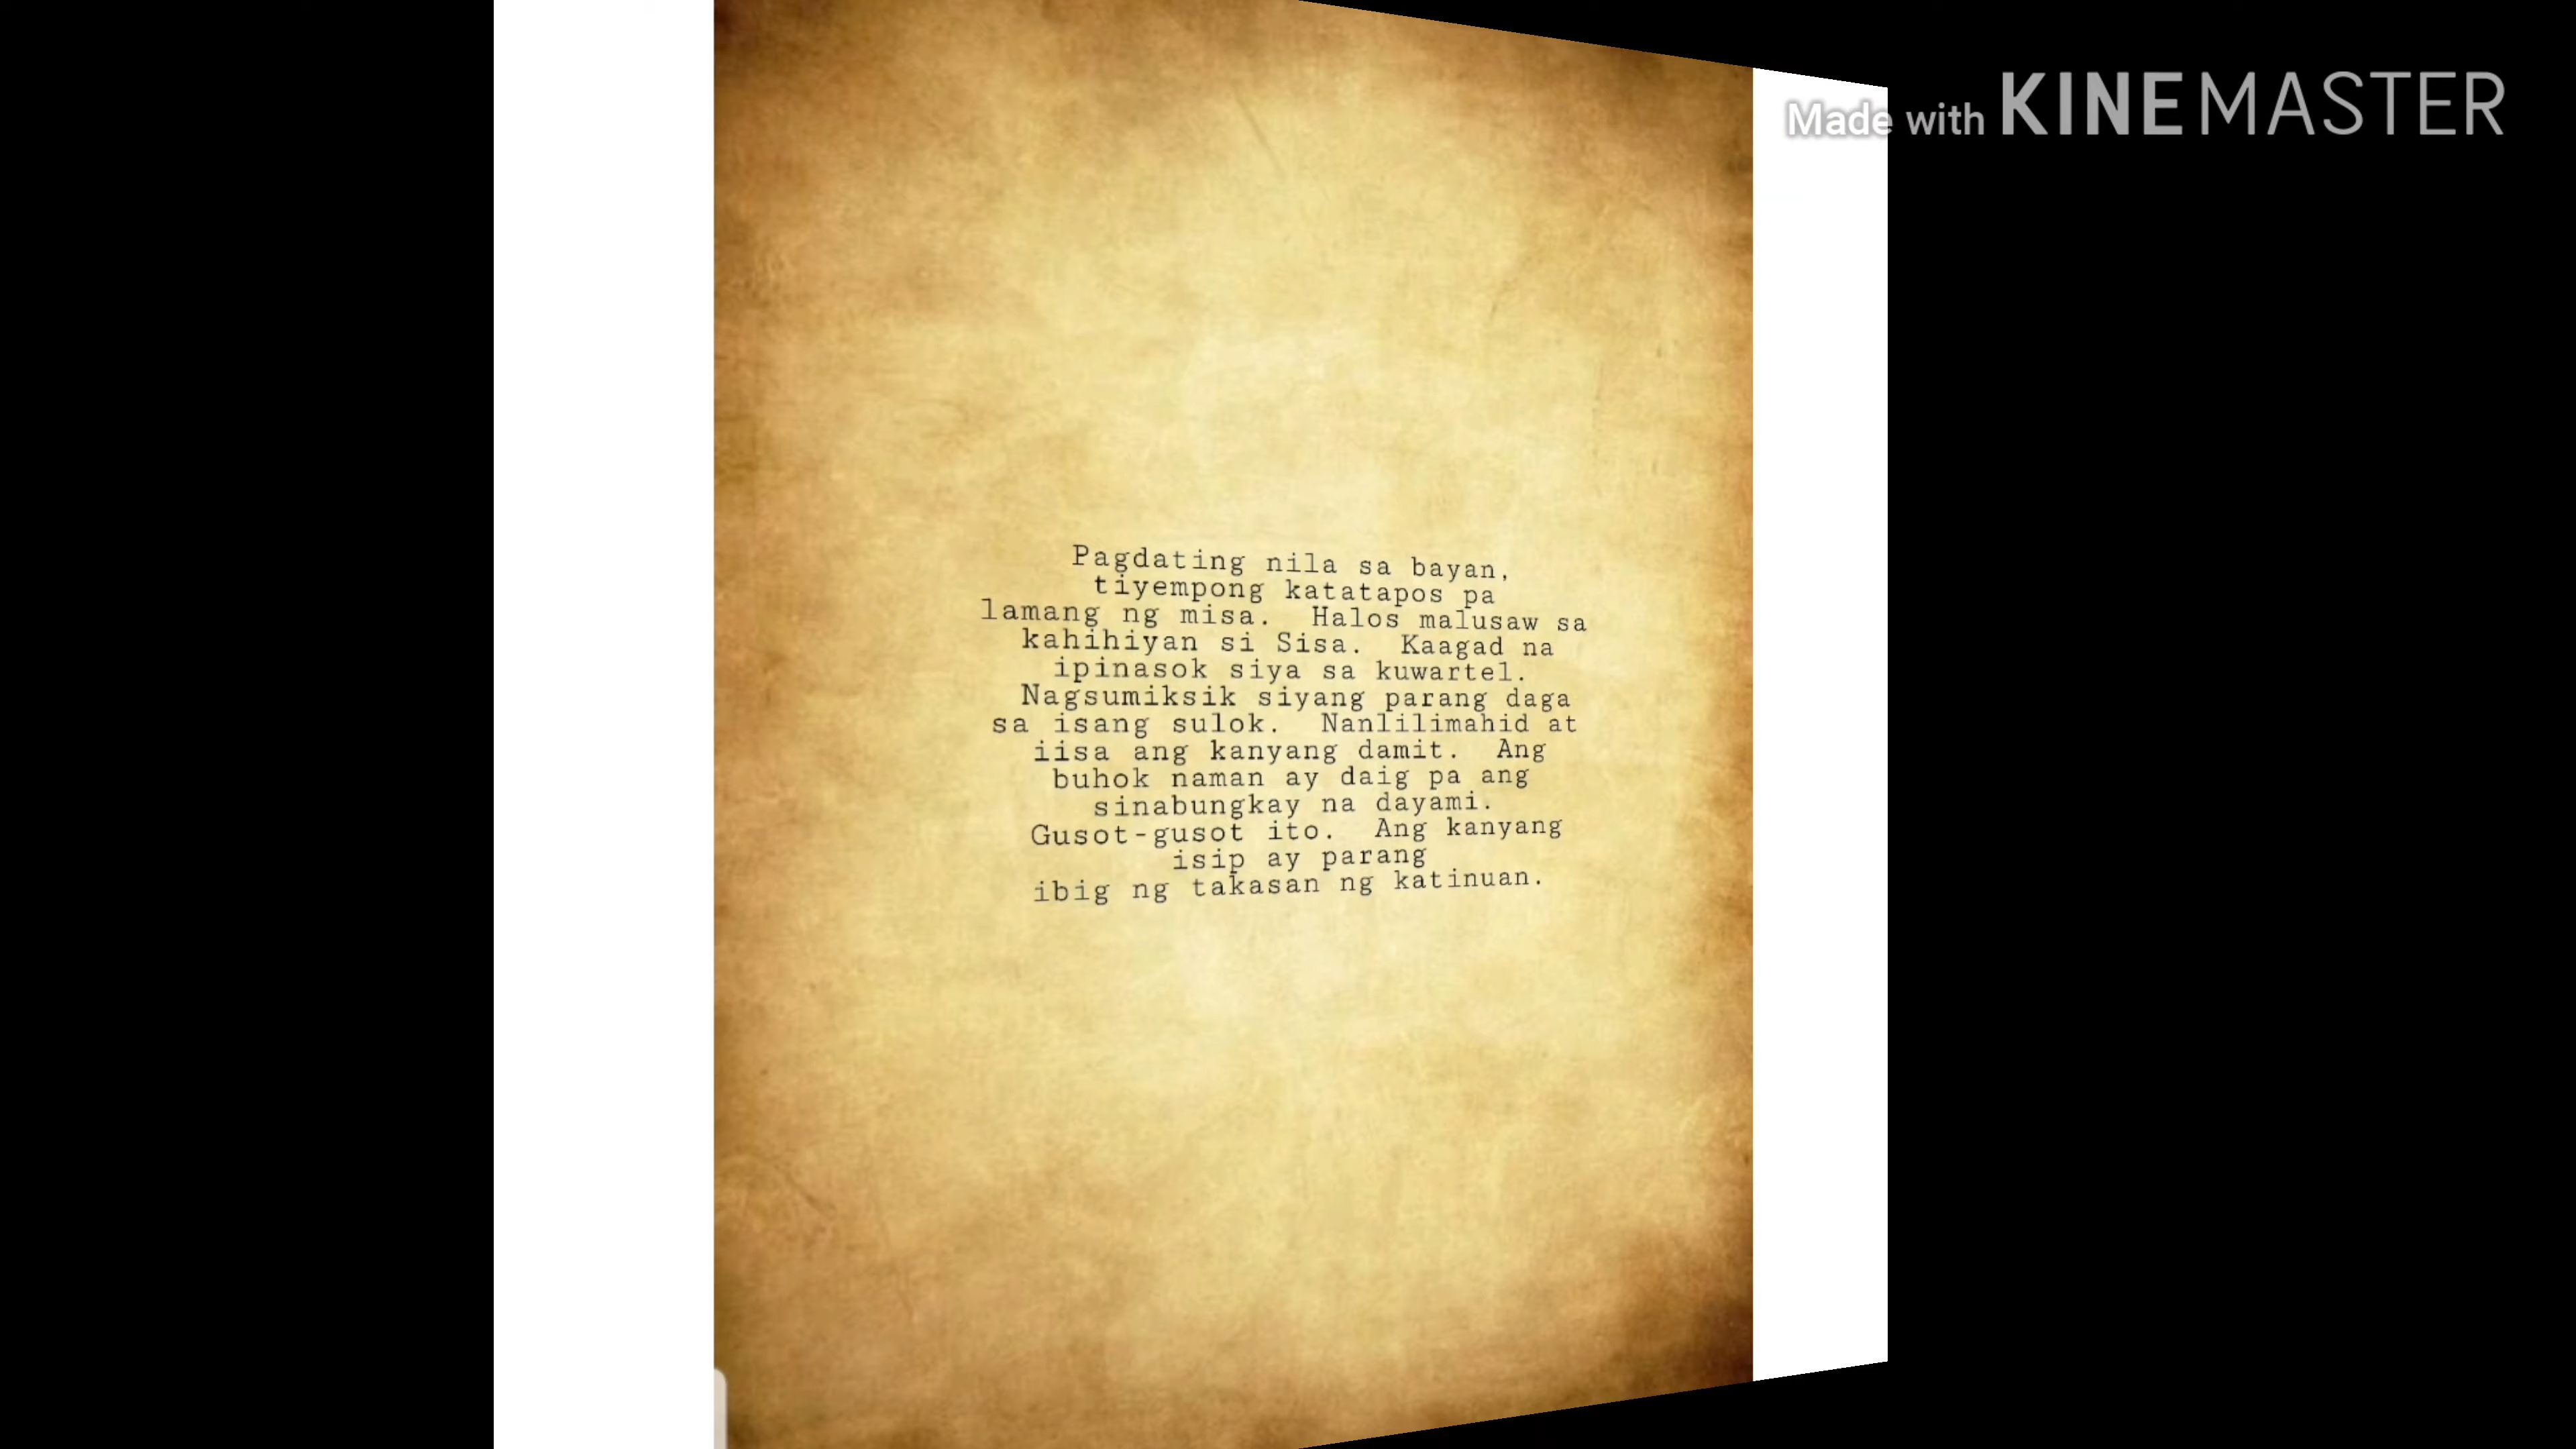 Made with KINEMASTER
Pagdating nila sa bayan,
tiyempong katatapos pa
lamang ng misa. Halos malusaw sa
kahihiyan si Sisa. Kaagad na
ipinasok siya sa kuwartel.
Nagsumiksik siyang parang daga
sa isang sulok. Nanlilimahid at
iisa ang kanyang damit. Ang
buhok naman ay daig pa ang
sinabungkay na dayami.
Gusot-gusot ito. Ang kanyang
isip ay parang
ibig ng takasan ng katinuan.